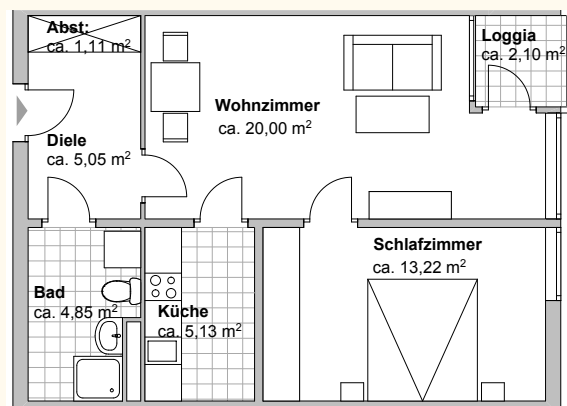 Abst:
ca. 1,11 m²
Loggia
ca. 2,10 m²
Wohnzimmer
ca. 20,00 m²
Diele
ca. 5,05 m²
Schlafzimmer
ca. 13,22 m²
Bad
ca. 4,85 m²
Küche
ca. 5,13 m²